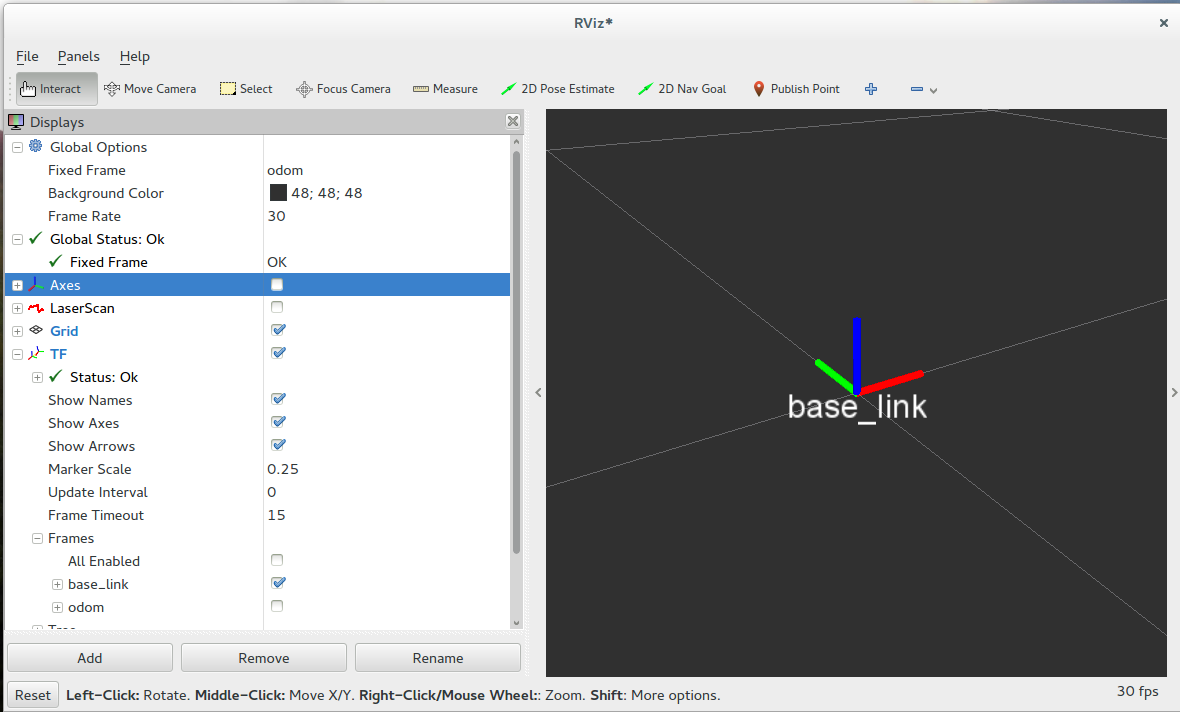 RViz*
File Panels Help
Interact Move Camera Select Focus Camera Measure 2D Pose Estimate 2D Nav Goal Publish Point
Displays
Global Options
Fixed Frame odom
Background Color 48; 48; 48
Frame Rate 30
Global Status: Ok
Fixed Frame OK
Axes
LaserScan
Grid
TF
Status: Ok
Show Names
Show Axes
Show Arrows
Marker Scale 0.25
Update Interval 0
Frame Timeout 15
Frames
All Enabled
base_link
odom
base_link
Add Remove Rename
Reset Left-Click: Rotate. Middle-Click: Move X/Y. Right-Click/Mouse Wheel:: Zoom. Shift: More options. 30 fps